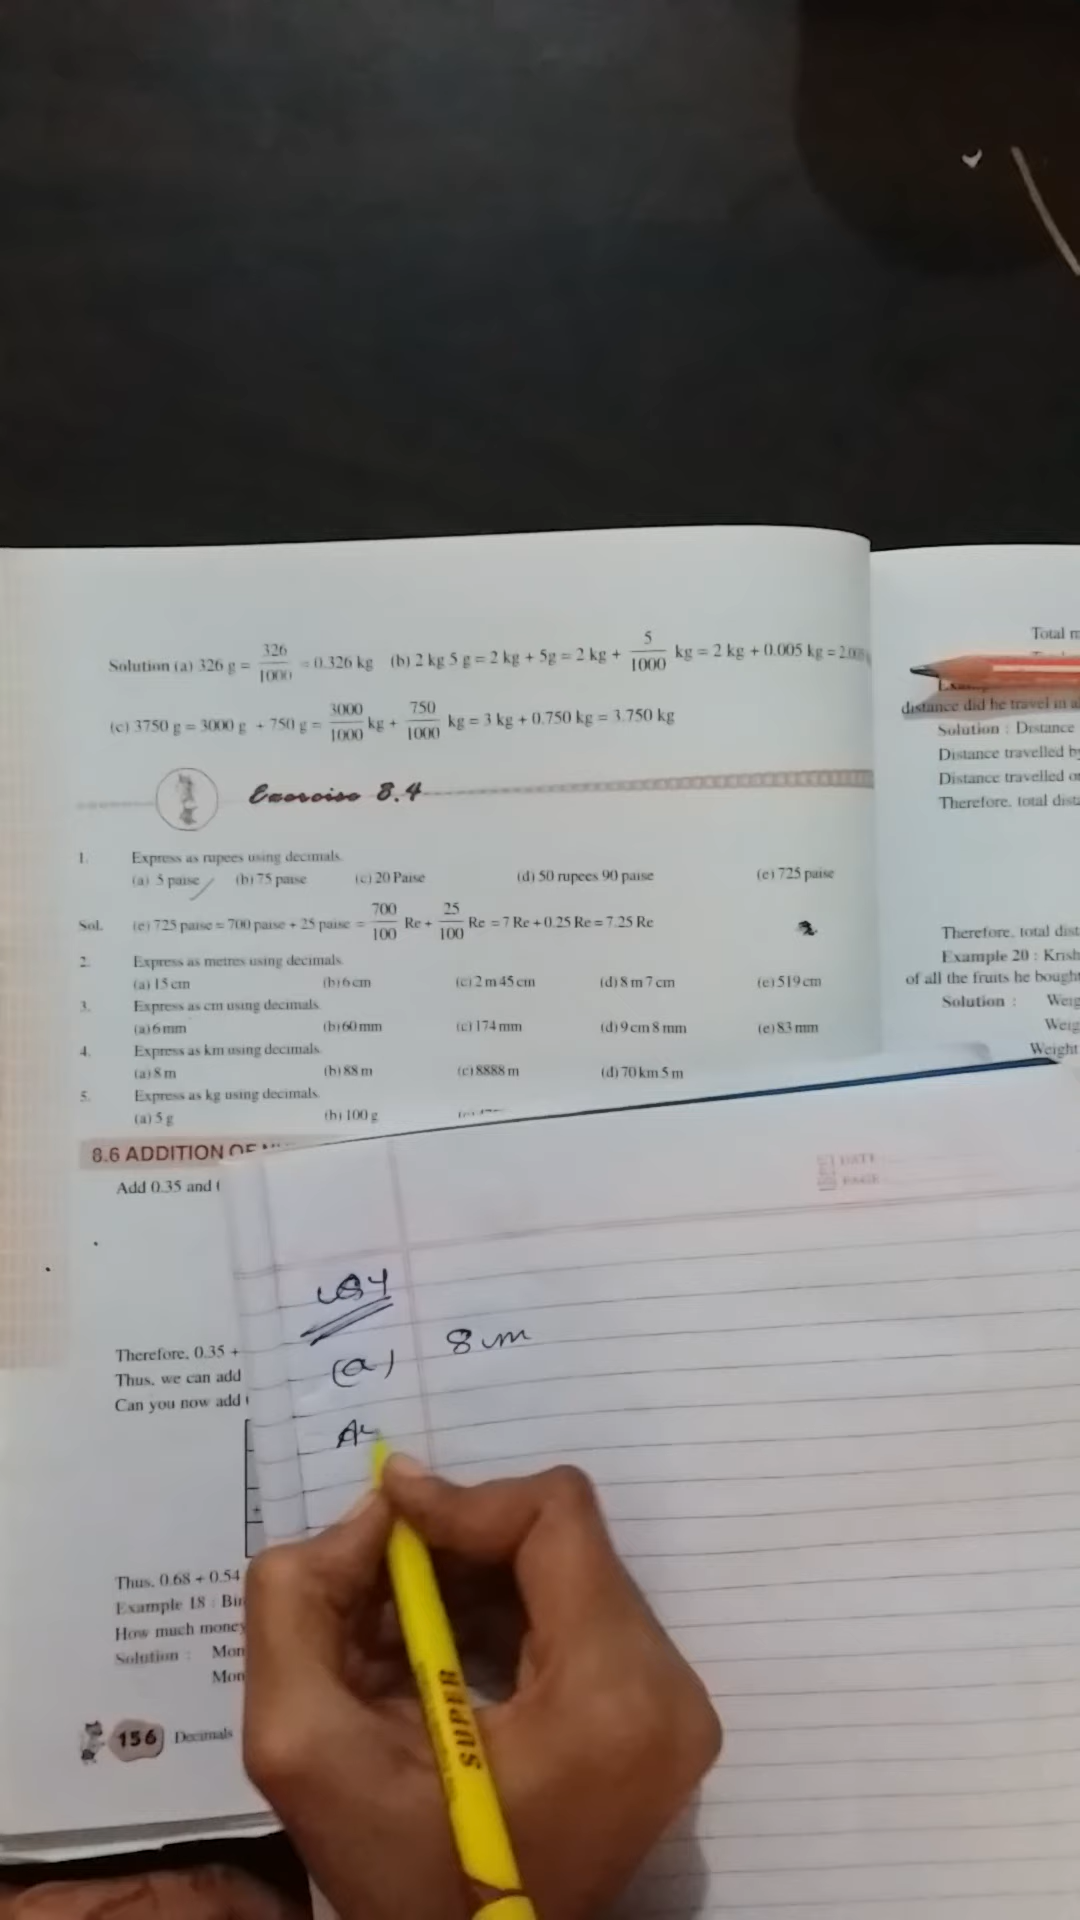 Solution (a) 326 g = 326/1000 = 0.326 kg (b) 2 kg 5 g = 2 kg + 5g = 2 kg + 5/1000 kg = 2 kg + 0.005 kg =
(c) 3750 g = 3000 g + 750 g = 3000/1000 kg + 750/1000 kg = 3 kg + 0.750 kg = 3.750 kg
Exercise 8.4
1. Express as rupees using decimals.
(a) 5 paise (b) 75 paise (c) 20 Paise (d) 50 rupees 90 paise (e) 725 paise
Sol. (e) 725 paise = 700 paise + 25 paise = 700/100 Re + 25/100 Re = 7 Re + 0.25 Re = 7.25 Re
2. Express as metres using decimals.
(a) 15 cm (b) 6 cm (c) 2 m 45 cm (d) 8 m 7 cm (e) 519 cm
3. Express as cm using decimals.
(a) 6 mm (b) 60 mm (c) 174 mm (d) 9 cm 8 mm (e) 83 mm
4. Express as km using decimals.
(a) 8 m (b) 88 m (c) 8888 m (d) 70 km 5 m
5. Express as kg using decimals.
(a) 5 g (b) 100 g
8.6 ADDITION OF
Add 0.35 and
Therefore, 0.35 +
Thus, we can add
Can you now add
+
Thus, 0.68 + 0.54
Example 18 :
How much money
Solution : Mon
Mon
156 Decimals
Total
distance did he travel in
Solution : Distance
Distance travelled
Distance travelled
Therefore, total
Therefore, total
Example 20 :
of all the fruits he bought
Solution : Weig
Weig
Weight
DATE
PAGE
(a) 8 m
SUPER